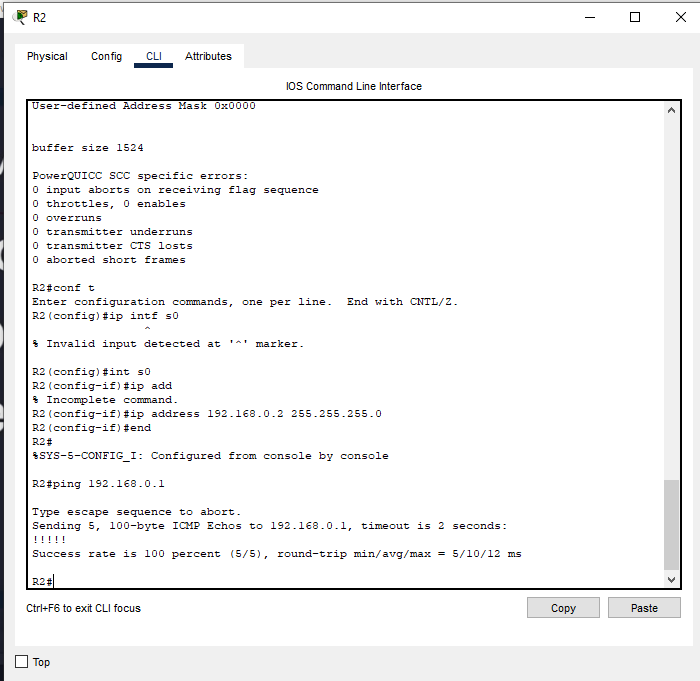 R2
Physical Config CLI Attributes
IOS Command Line Interface
User-defined Address Mask 0x0000
buffer size 1524
PowerQUICC SCC specific errors:
0 input aborts on receiving flag sequence
0 throttles, 0 enables
0 overruns
0 transmitter underruns
0 transmitter CTS losts
0 aborted short frames
R2#conf t
Enter configuration commands, one per line.  End with CNTL/Z.
R2(config)#ip intf s0
^
% Invalid input detected at '^' marker.
R2(config)#int s0
R2(config-if)#ip add
% Incomplete command.
R2(config-if)#ip address 192.168.0.2 255.255.255.0
R2(config-if)#end
R2#
%SYS-5-CONFIG_I: Configured from console by console
R2#ping 192.168.0.1
Type escape sequence to abort.
Sending 5, 100-byte ICMP Echos to 192.168.0.1, timeout is 2 seconds:
!!!!!
Success rate is 100 percent (5/5), round-trip min/avg/max = 5/10/12 ms
R2#
Ctrl+F6 to exit CLI focus
Copy Paste
Top